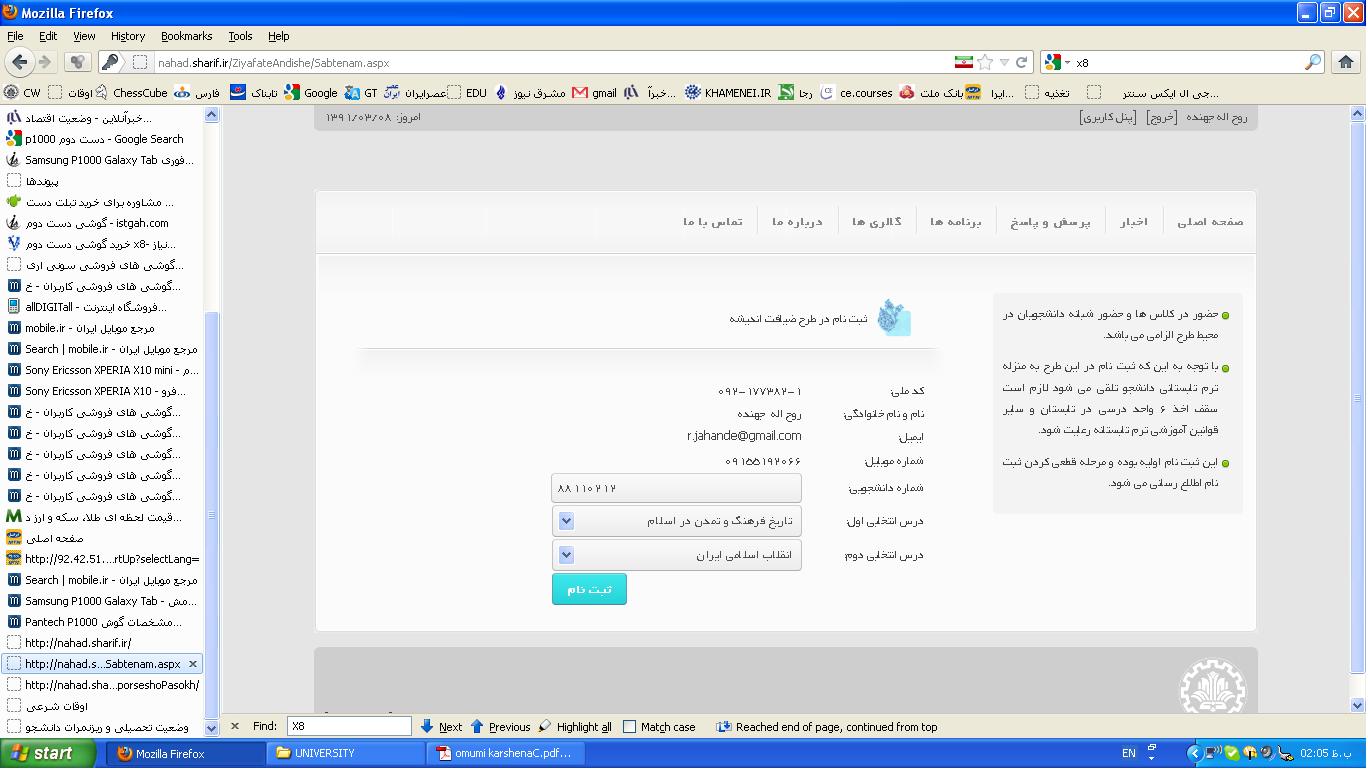 Mozilla Firefox
File Edit View History Bookmarks Tools Help
nahad.sharif.ir/ZiyafateAndishe/Sabtenam.aspx
x8
CW
اوقات
ChessCube
فارس
تابناک
Google
GT
عصرایران
EDU
مشرق نیوز
gmail
خبرآ...
KHAMENEI.IR
رجا
ce.courses
بانک ملت
ایرا...
تغذیه
جی ال ایکس سنتر...
خبرآنلاین - وضعیت اقتصاد...
دست دوم p1000 - Google Search
Samsung P1000 Galaxy Tab فوری...
پیوندها
مشاوره برای خرید تبلت دست ...
گوشی دست دوم - istgah.com
نیاز -x8 خرید گوشی دست دوم...
گوشی های فروشی سونی اری...
گوشی های فروشی کاربران - خ...
allDIGITall - فروشگاه اینترنت...
mobile.ir - مرجع موبایل ایران
Search | mobile.ir - مرجع موبایل ایران
Sony Ericsson XPERIA X10 mini - م...
Sony Ericsson XPERIA X10 - فرو...
گوشی های فروشی کاربران - خ...
گوشی های فروشی کاربران - خ...
گوشی های فروشی کاربران - خ...
گوشی های فروشی کاربران - خ...
گوشی های فروشی کاربران - خ...
قیمت لحظه ای طلا، سکه و ارز د...
صفحه اصلی
http://92.42.51....rtUp?selectLang=
Search | mobile.ir - مرجع موبایل ایران
Samsung P1000 Galaxy Tab - مش...
Pantech P1000 مشخصات گوش...
http://nahad.sharif.ir/
http://nahad.s...Sabtenam.aspx
http://nahad.sha...porseshoPasokh/
اوقات شرعی
وضعیت تحصیلی و ریزنمرات دانشجو
روح اله جهنده [خروج] [پنل کاربری]
امروز: ۱۳۹۱/۰۳/۰۸
صفحه اصلی
اخبار
پرسش و پاسخ
برنامه ها
گالری ها
درباره ما
تماس با ما
حضور در کلاس ها و حضور شبانه دانشجویان در
محیط طرح الزامی می باشد.
با توجه به این که ثبت نام در این طرح به منزله
ترم تابستانی دانشجو تلقی می شود لازم است
سقف اخذ ۶ واحد درسی در تابستان و سایر
قوانین آموزشی ترم تابستانه رعایت شود.
این ثبت نام اولیه بوده و مرحله قطعی کردن ثبت
نام اطلاع رسانی می شود.
ثبت نام در طرح ضیافت اندیشه
کد ملی: ۰۹۲-۱۷۷۳۸۲-۱
نام و نام خانوادگی: روح اله جهنده
ایمیل: r.jahande@gmail.com
شماره موبایل: ۰۹۱۵۵۱۹۲۰۶۶
شماره دانشجویی: ۸۸۱۱۰۲۱۲
درس انتخابی اول: تاریخ فرهنگ و تمدن در اسلام
درس انتخابی دوم: انقلاب اسلامی ایران
ثبت نام
Find: X8 Next Previous Highlight all Match case Reached end of page, continued from top
start
Mozilla Firefox
UNIVERSITY
omumi karshenaC.pdf...
EN
02:05 ب.ظ